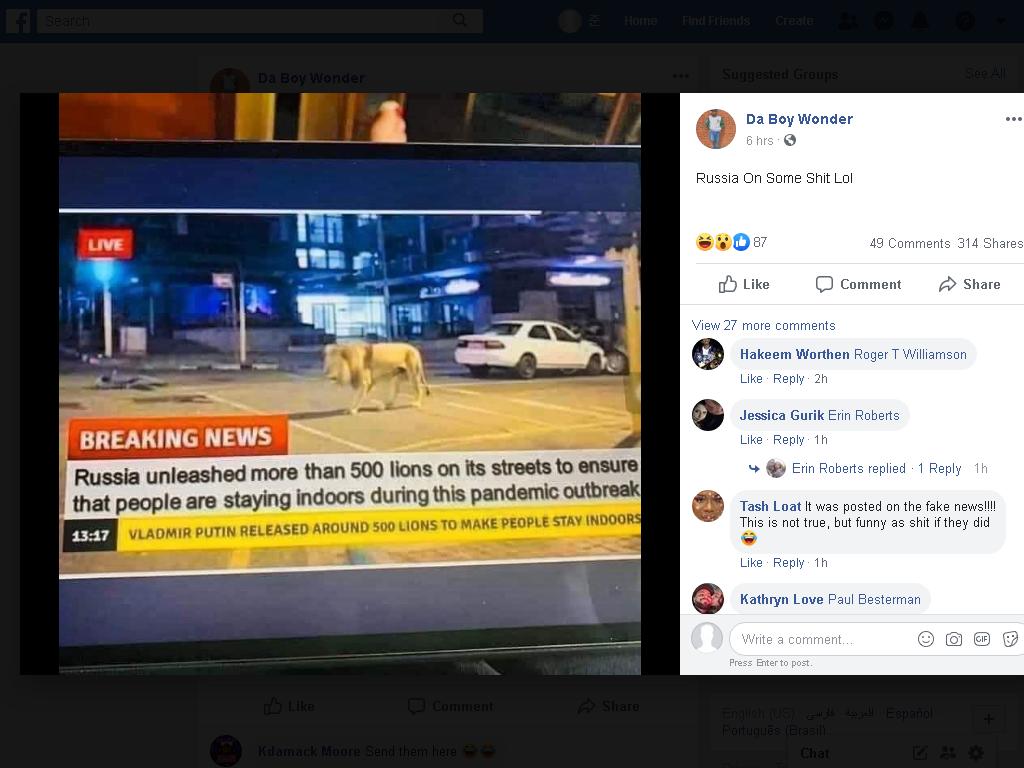 Search
준
Home
Find Friends
Create
Da Boy Wonder
Suggested Groups
See All
LIVE
BREAKING NEWS
Russia unleashed more than 500 lions on its streets to ensure
that people are staying indoors during this pandemic outbreak
13:17
VLADMIR PUTIN RELEASED AROUND 500 LIONS TO MAKE PEOPLE STAY INDOORS
Da Boy Wonder
6 hrs ·
Russia On Some Shit Lol
87
49 Comments 314 Shares
Like Comment Share
View 27 more comments
Hakeem Worthen Roger T Williamson
Like · Reply · 2h
Jessica Gurik Erin Roberts
Like · Reply · 1h
Erin Roberts replied · 1 Reply 1h
Tash Loat It was posted on the fake news!!!!
This is not true, but funny as shit if they did
Like · Reply · 1h
Kathryn Love Paul Besterman
Write a comment...
GIF
Press Enter to post.
Like Comment Share
Kdamack Moore Send them here
English (US) · فارسی · العربية · Español ·
Português (Brasil)
Chat